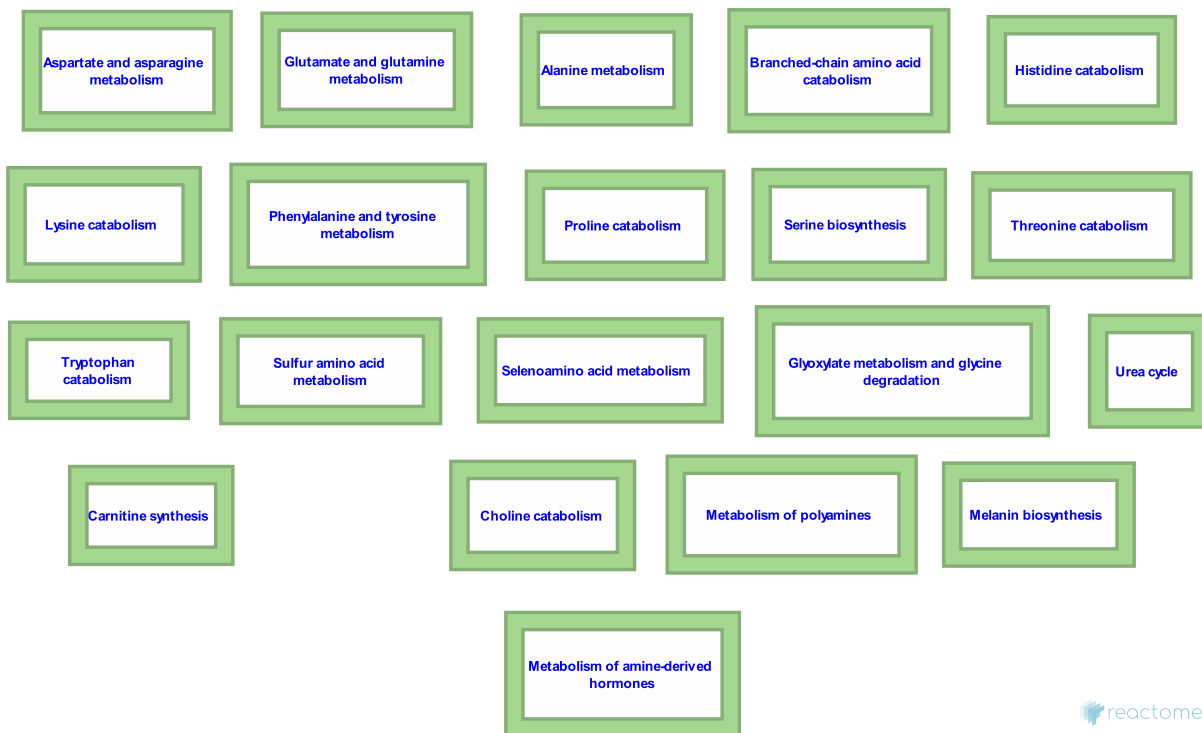 Aspartate and asparagine
metabolism
Glutamate and glutamine
metabolism
Alanine metabolism
Branched-chain amino acid
catabolism
Histidine catabolism
Lysine catabolism
Phenylalanine and tyrosine
metabolism
Proline catabolism
Serine biosynthesis
Threonine catabolism
Tryptophan
catabolism
Sulfur amino acid
metabolism
Selenoamino acid metabolism
Glyoxylate metabolism and glycine
degradation
Urea cycle
Carnitine synthesis
Choline catabolism
Metabolism of polyamines
Melanin biosynthesis
Metabolism of amine-derived
hormones
reactome